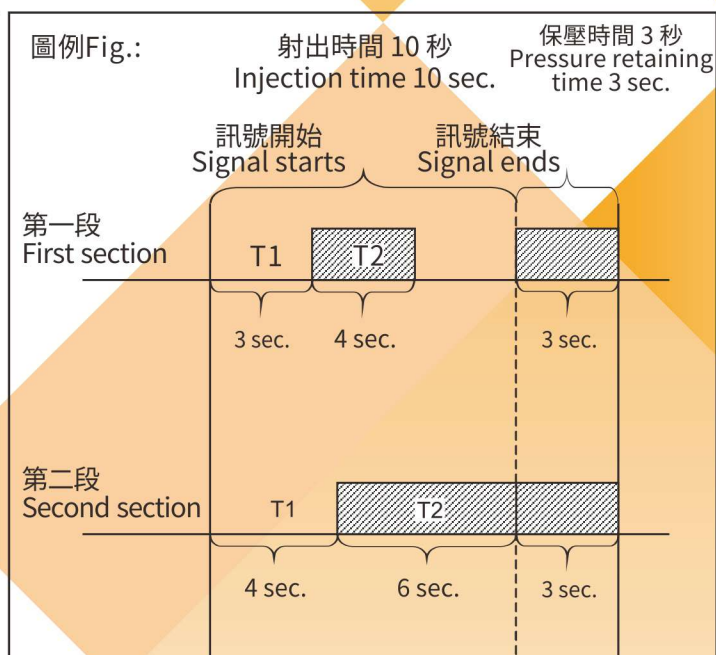 圖例Fig.:
射出時間 10 秒
Injection time 10 sec.
保壓時間 3 秒
Pressure retaining
time 3 sec.
訊號開始
Signal starts
訊號結束
Signal ends
第一段
First section
T1
T2
3 sec.
4 sec.
3 sec.
第二段
Second section
T1
T2
4 sec.
6 sec.
3 sec.